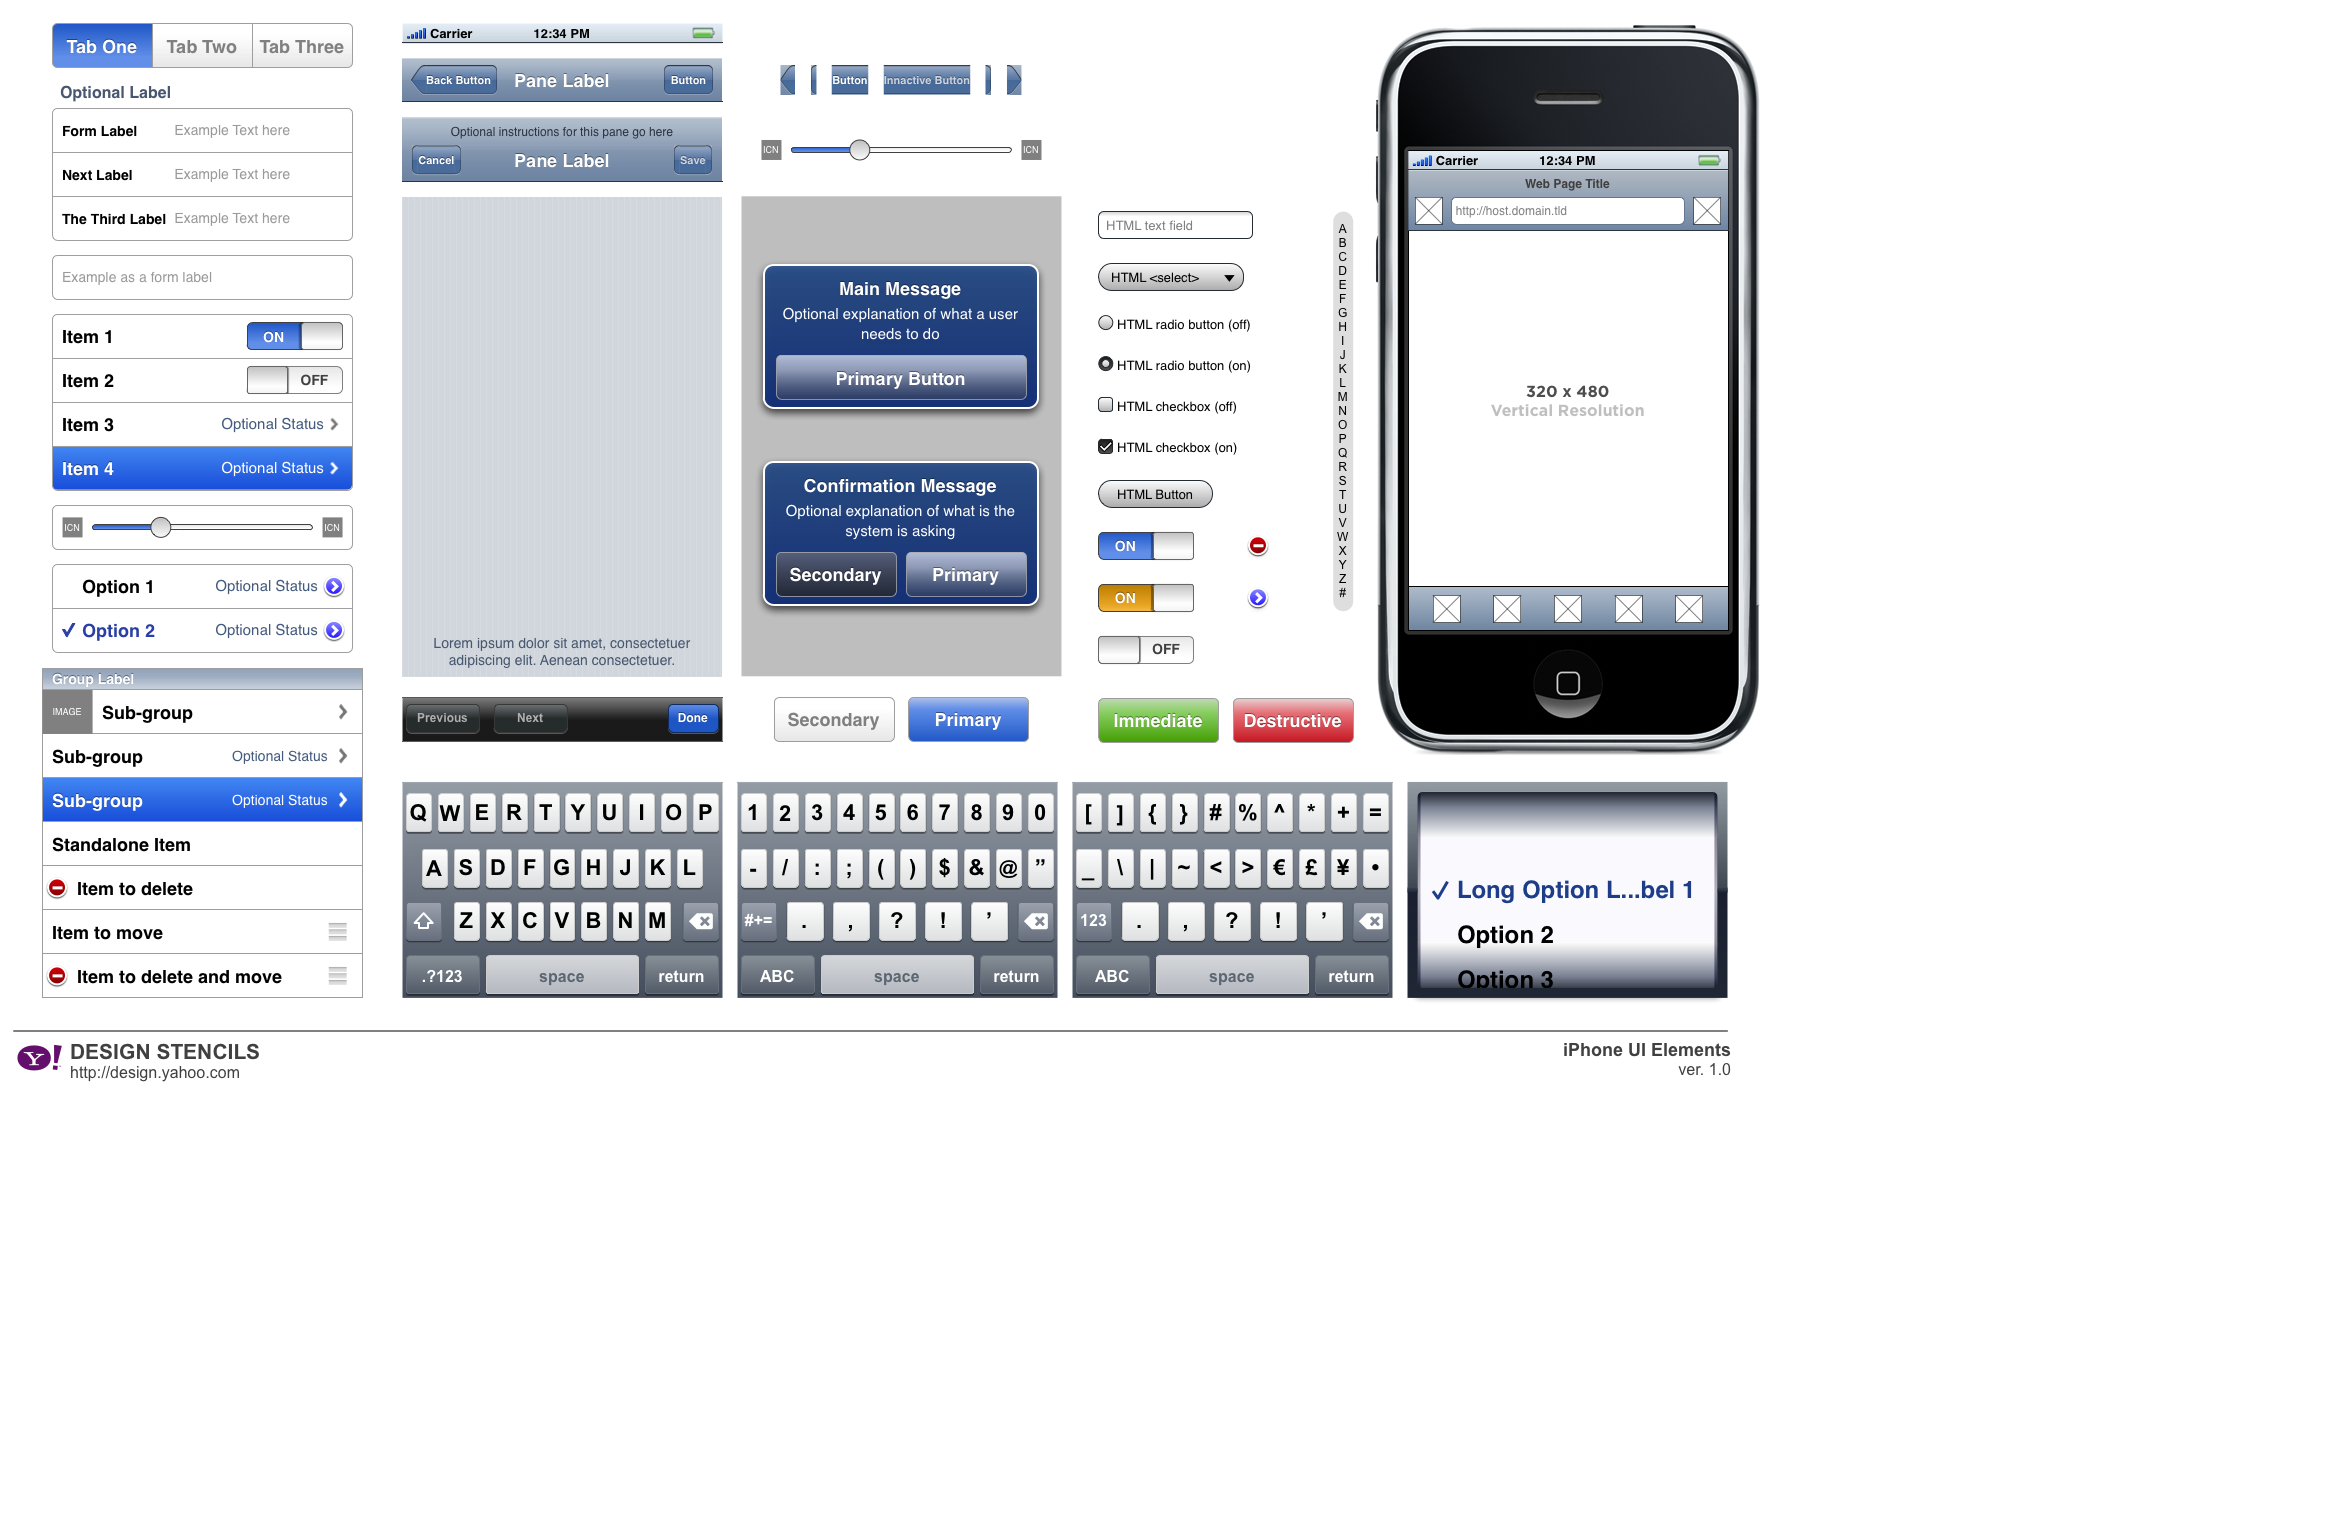 Tab One Tab Two Tab Three
Optional Label
Form Label Example Text here
Next Label Example Text here
The Third Label Example Text here
Example as a form label
Item 1 ON
Item 2 OFF
Item 3 Optional Status
Item 4 Optional Status
ICN ICN
Option 1 Optional Status
✓ Option 2 Optional Status
Group Label
IMAGE Sub-group
Sub-group Optional Status
Sub-group Optional Status
Standalone Item
Item to delete
Item to move
Item to delete and move
Carrier 12:34 PM
Back Button Pane Label Button
Optional instructions for this pane go here
Cancel Pane Label Save
Lorem ipsum dolor sit amet, consectetuer
adipiscing elit. Aenean consectetuer.
Previous Next Done
Button Innactive Button
ICN ICN
Main Message
Optional explanation of what a user
needs to do
Primary Button
Confirmation Message
Optional explanation of what is the
system is asking
Secondary Primary
Secondary Primary
HTML text field
HTML <select>
HTML radio button (off)
HTML radio button (on)
HTML checkbox (off)
HTML checkbox (on)
HTML Button
ON
ON
OFF
Immediate Destructive
A
B
C
D
E
F
G
H
I
J
K
L
M
N
O
P
Q
R
S
T
U
V
W
X
Y
Z
#
Carrier 12:34 PM
Web Page Title
http://host.domain.tld
320 x 480
Vertical Resolution
Q W E R T Y U I O P
A S D F G H J K L
Z X C V B N M
.?123 space return
1 2 3 4 5 6 7 8 9 0
- / : ; ( ) $ & @ ”
#+= . , ? ! ’
ABC space return
[ ] { } # % ^ * + =
_ \ | ~ < > € £ ¥ •
123 . , ? ! ’
ABC space return
✓ Long Option L...bel 1
Option 2
Option 3
Y! DESIGN STENCILS
http://design.yahoo.com
iPhone UI Elements
ver. 1.0